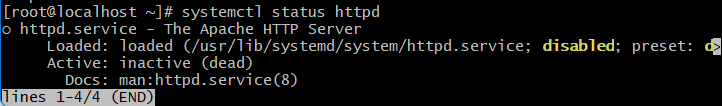 [root@localhost ~]# systemctl status httpd
○ httpd.service - The Apache HTTP Server
     Loaded: loaded (/usr/lib/systemd/system/httpd.service; disabled; preset: d>
     Active: inactive (dead)
       Docs: man:httpd.service(8)
lines 1-4/4 (END)